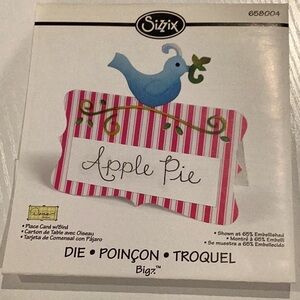 Sizzix
658004
Apple Pie
• Place Card w/Bird
• Carton de Table avec Oiseau
• Tarjeta de Comensal con Pájaro
• Shown at 65% Embellished
• Montré à 65% Embelli
• Se muestra a 65% Embellecido
DIE • POINÇON • TROQUEL
Bigz™